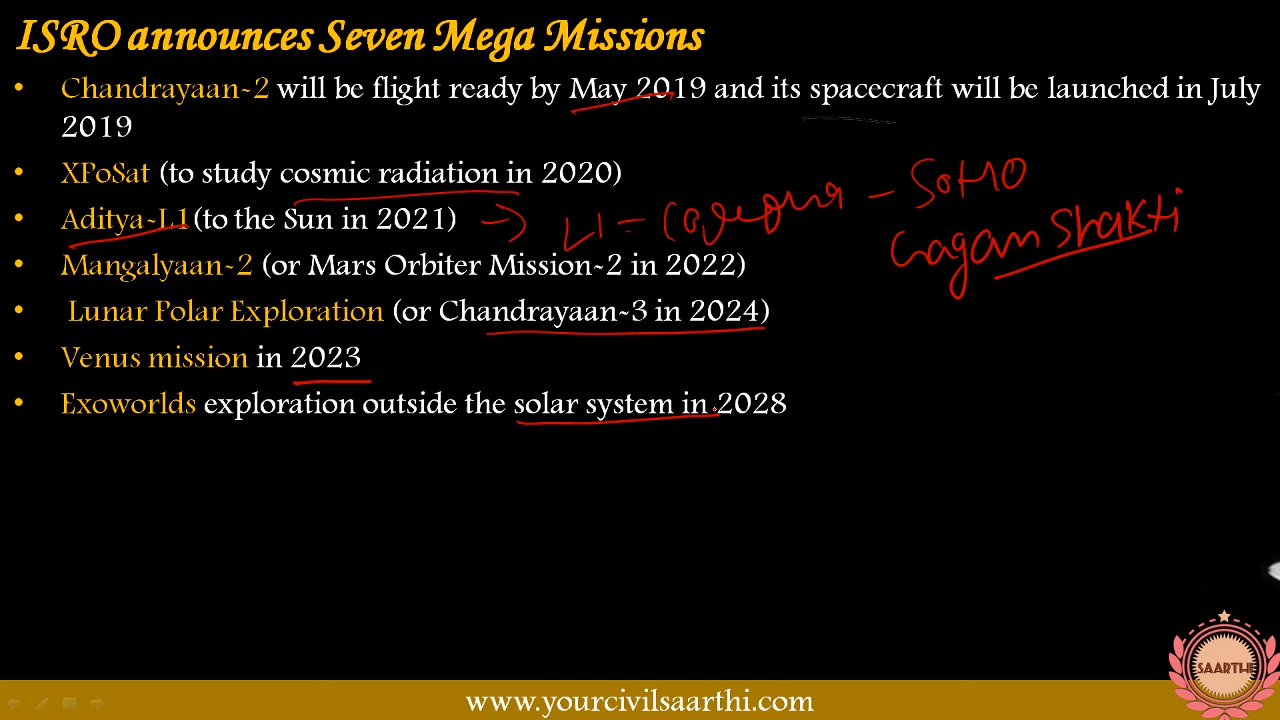 ISRO announces Seven Mega Missions
• Chandrayaan-2 will be flight ready by May 2019 and its spacecraft will be launched in July
2019
• XPoSat (to study cosmic radiation in 2020)
• Aditya-L1 (to the Sun in 2021)
L1 = - SOHO
Gagan Shakti
• Mangalyaan-2 (or Mars Orbiter Mission-2 in 2022)
• Lunar Polar Exploration (or Chandrayaan-3 in 2024)
• Venus mission in 2023
• Exoworlds exploration outside the solar system in 2028
SAARTHI
www.yourcivilsaarthi.com